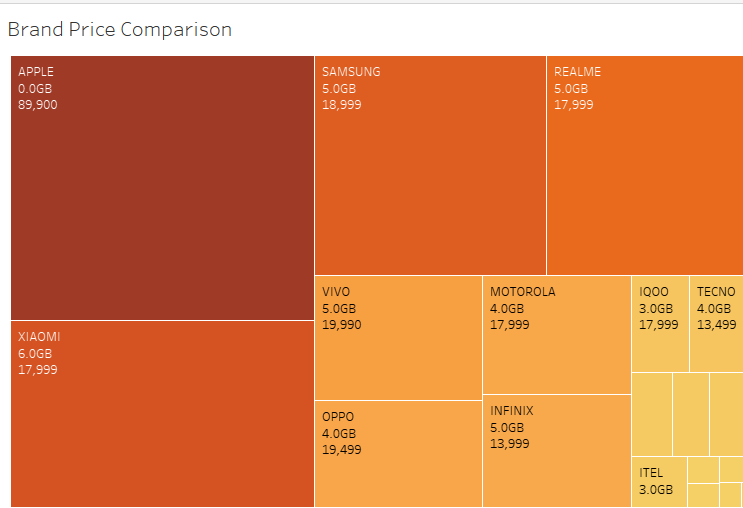 Brand Price Comparison
APPLE
0.0GB
89,900
SAMSUNG
5.0GB
18,999
REALME
5.0GB
17,999
XIAOMI
6.0GB
17,999
VIVO
5.0GB
19,990
MOTOROLA
4.0GB
17,999
IQOO
3.0GB
17,999
TECNO
4.0GB
13,499
OPPO
4.0GB
19,499
INFINIX
5.0GB
13,999
ITEL
3.0GB